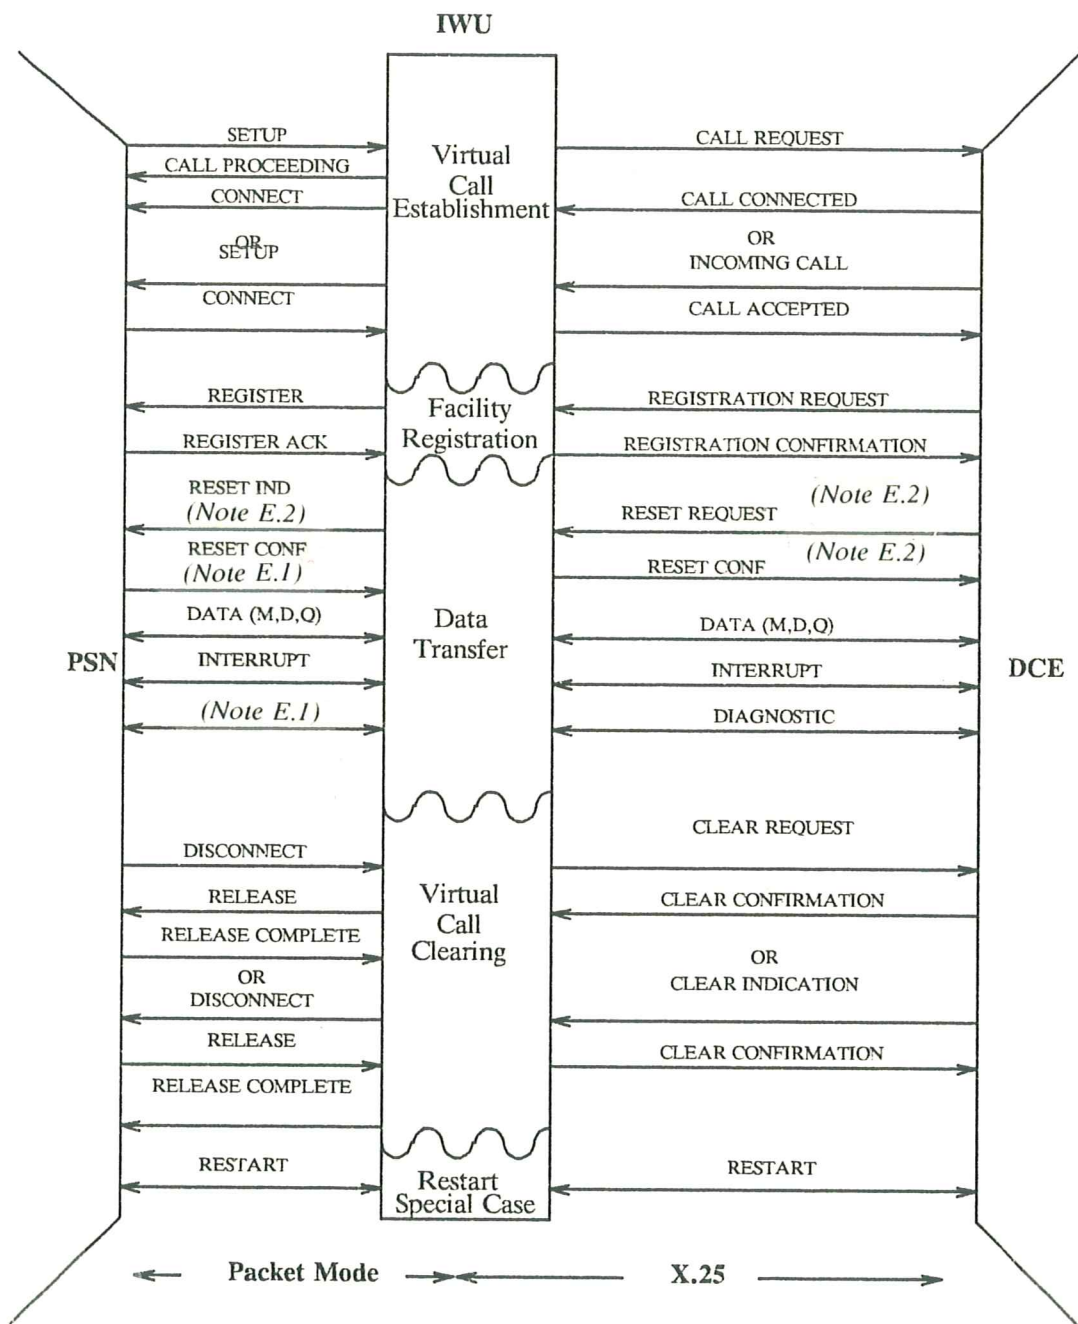 IWU
SETUP
CALL REQUEST
CALL PROCEEDING
Virtual
Call
Establishment
CONNECT
CALL CONNECTED
OR
SETUP
OR
INCOMING CALL
CONNECT
CALL ACCEPTED
REGISTER
Facility
Registration
REGISTRATION REQUEST
REGISTER ACK
REGISTRATION CONFIRMATION
RESET IND
(Note E.2)
(Note E.2)
RESET REQUEST
RESET CONF
(Note E.1)
(Note E.2)
RESET CONF
DATA (M,D,Q)
Data
Transfer
DATA (M,D,Q)
PSN
INTERRUPT
INTERRUPT
DCE
(Note E.1)
DIAGNOSTIC
CLEAR REQUEST
DISCONNECT
RELEASE
Virtual
Call
Clearing
CLEAR CONFIRMATION
RELEASE COMPLETE
OR
DISCONNECT
OR
CLEAR INDICATION
RELEASE
CLEAR CONFIRMATION
RELEASE COMPLETE
RESTART
Restart
Special Case
RESTART
Packet Mode
X.25